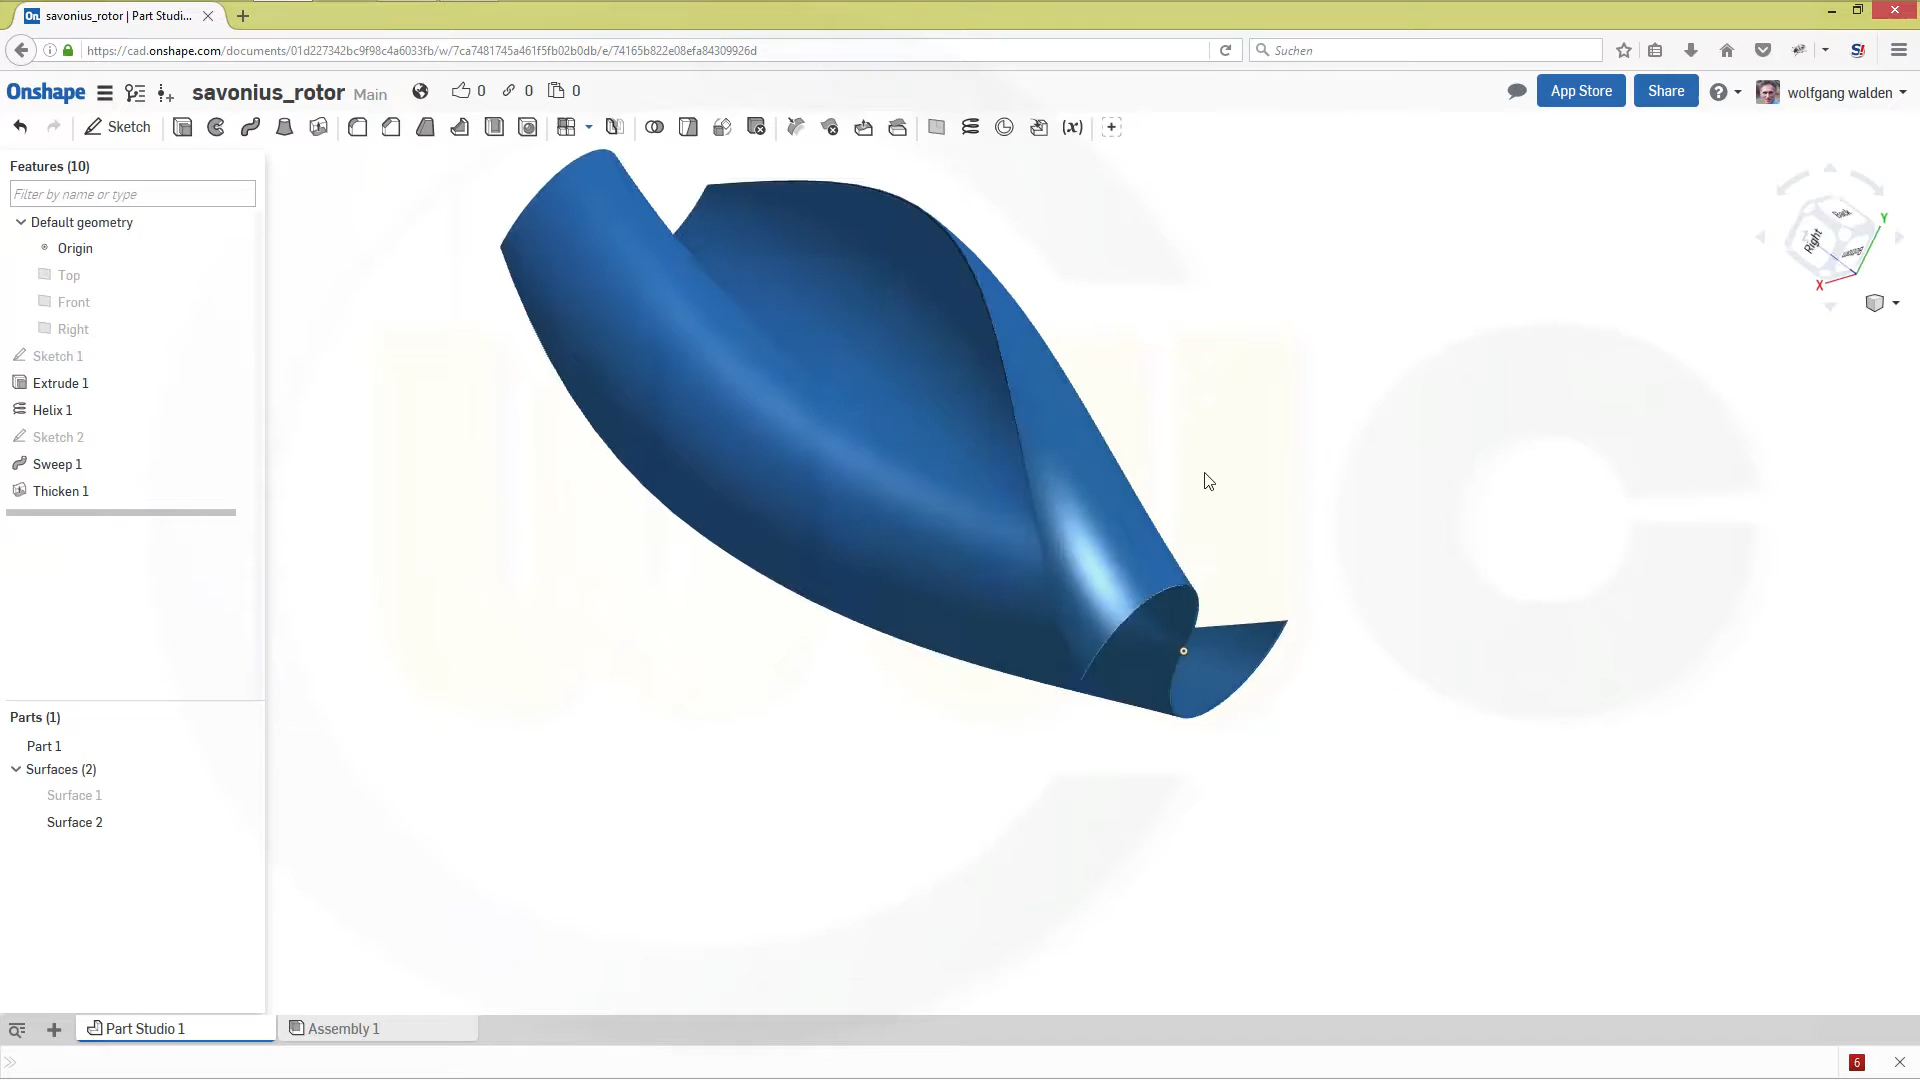 On savonius_rotor | Part Studi...
https://cad.onshape.com/documents/01d227342bc9f98c4a6033fb/w/7ca7481745a461f5fb02b0db/e/74165b822e08efa84309926d
Suchen
S!
Onshape savonius_rotor Main 0 0 0
App Store Share wolfgang walden
Sketch (x)
Features (10)
Filter by name or type
Default geometry
Origin
Top
Front
Right
Sketch 1
Extrude 1
Helix 1
Sketch 2
Sweep 1
Thicken 1
Back
Y
Right
Bottom
X
Parts (1)
Part 1
Surfaces (2)
Surface 1
Surface 2
Part Studio 1 Assembly 1
6